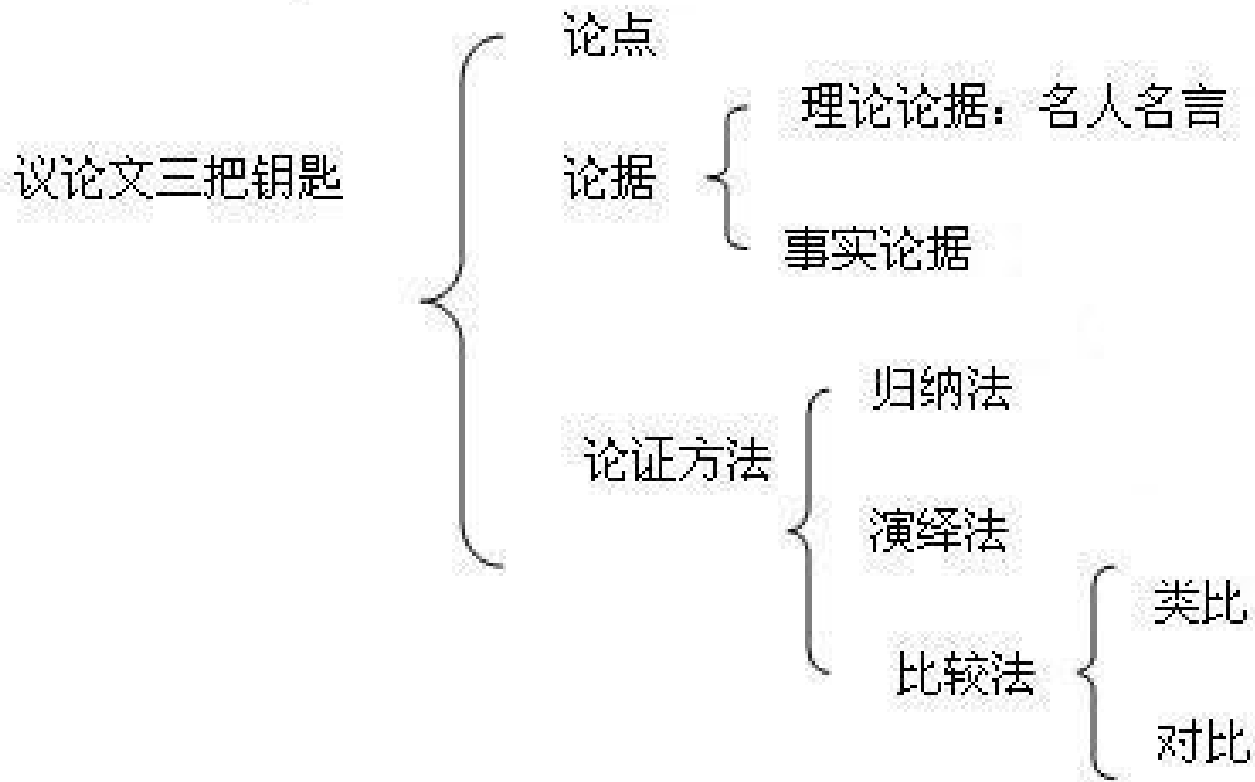 论点
理论论据：名人名言
议论文三把钥匙
论据
事实论据
归纳法
论证方法
演绎法
类比
比较法
对比